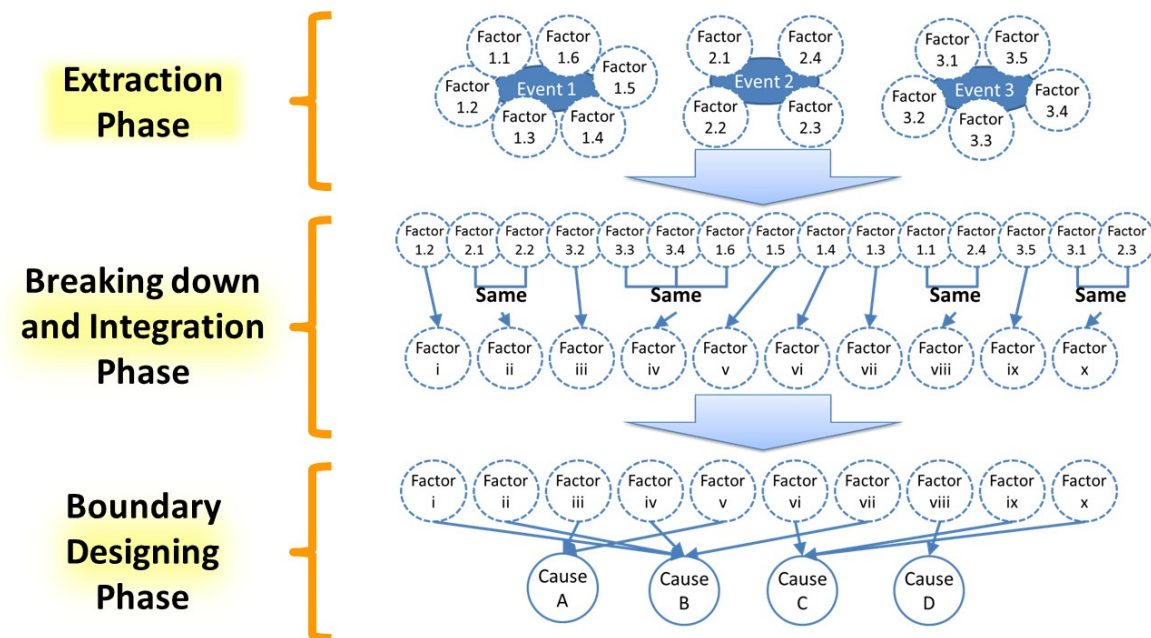 Extraction
Phase
Factor
1.1
Factor
1.6
Factor
1.2
Event 1
Factor
1.5
Factor
1.3
Factor
1.4
Factor
2.1
Factor
2.4
Event 2
Factor
2.2
Factor
2.3
Factor
3.1
Factor
3.5
Event 3
Factor
3.2
Factor
3.4
Factor
3.3
Breaking down
and Integration
Phase
Factor
1.2
Factor
2.1
Factor
2.2
Factor
3.2
Factor
3.3
Factor
3.4
Factor
1.6
Factor
1.5
Factor
1.4
Factor
1.3
Factor
1.1
Factor
2.4
Factor
3.5
Factor
3.1
Factor
2.3
Same
Same
Same
Same
Factor
i
Factor
ii
Factor
iii
Factor
iv
Factor
v
Factor
vi
Factor
vii
Factor
viii
Factor
ix
Factor
x
Boundary
Designing
Phase
Factor
i
Factor
ii
Factor
iii
Factor
iv
Factor
v
Factor
vi
Factor
vii
Factor
viii
Factor
ix
Factor
x
Cause
A
Cause
B
Cause
C
Cause
D